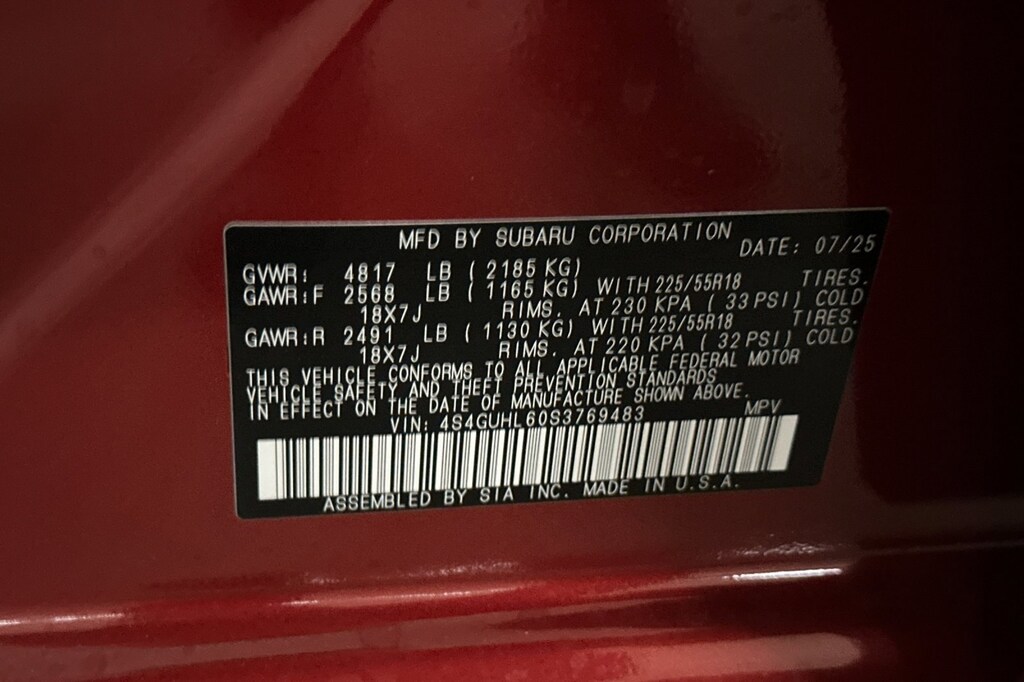 MFD BY SUBARU CORPORATION DATE: 07/25
GVWR: 4817 LB ( 2185 KG)
GAWR:F 2568 LB ( 1165 KG) WITH 225/55R18 TIRES.
18X7J RIMS. AT 230 KPA ( 33 PSI) COLD
GAWR:R 2491 LB ( 1130 KG) WITH 225/55R18 TIRES.
18X7J RIMS. AT 220 KPA ( 32 PSI) COLD
THIS VEHICLE CONFORMS TO ALL APPLICABLE FEDERAL MOTOR
VEHICLE SAFETY AND THEFT PREVENTION STANDARDS
IN EFFECT ON THE DATE OF MANUFACTURE SHOWN ABOVE.
VIN: 4S4GUHL60S3769483 MPV
ASSEMBLED BY SIA INC. MADE IN U.S.A.